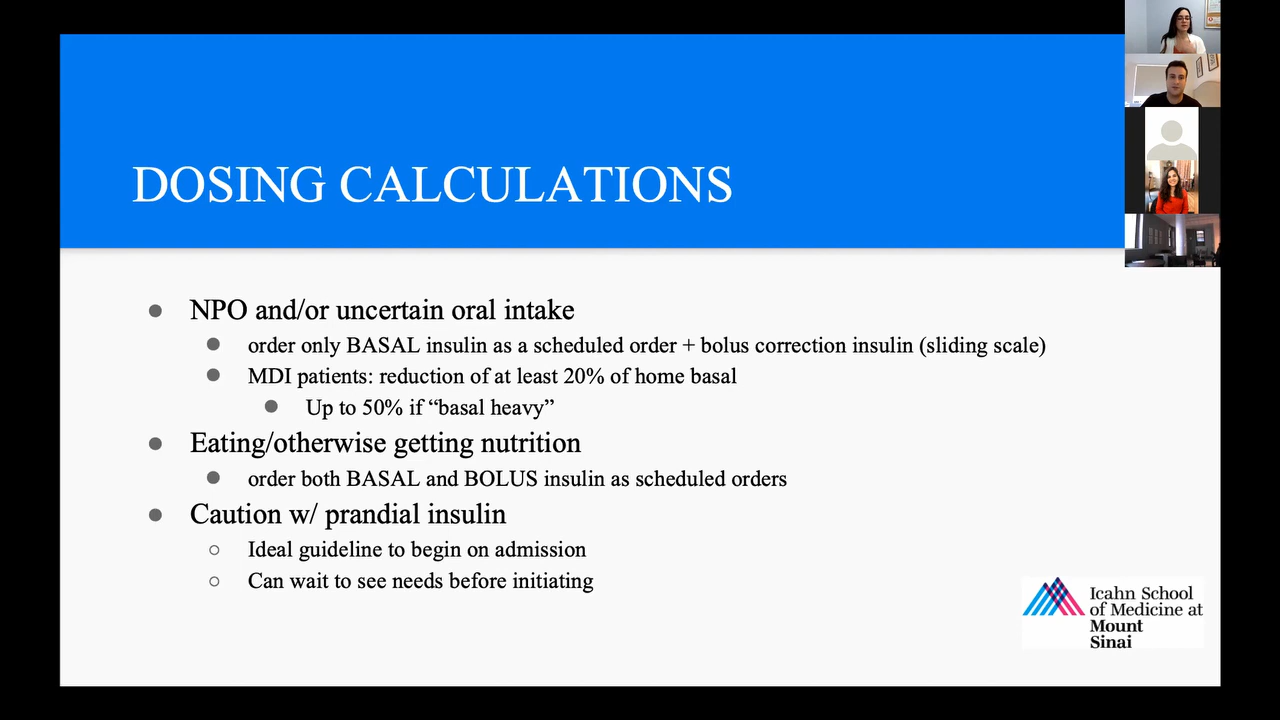 DOSING CALCULATIONS
NPO and/or uncertain oral intake
order only BASAL insulin as a scheduled order + bolus correction insulin (sliding scale)
MDI patients: reduction of at least 20% of home basal
Up to 50% if “basal heavy”
Eating/otherwise getting nutrition
order both BASAL and BOLUS insulin as scheduled orders
Caution w/ prandial insulin
Ideal guideline to begin on admission
Can wait to see needs before initiating
Icahn School
of Medicine at
Mount
Sinai